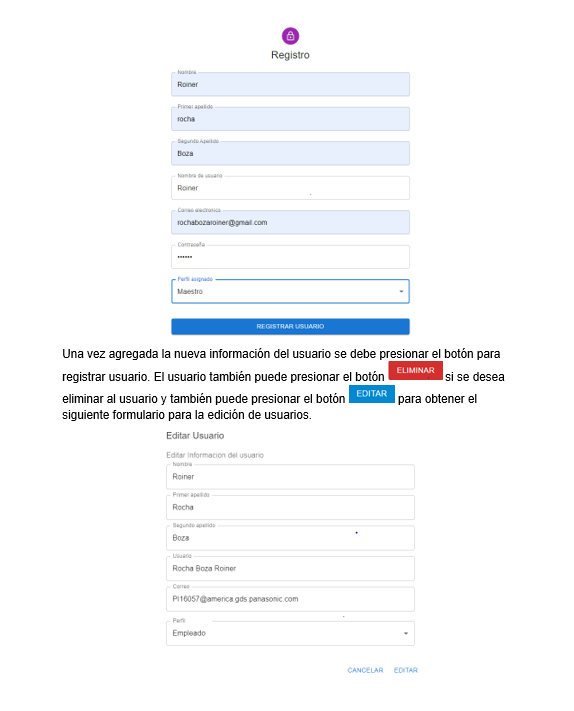 Registro
Nombre
Roiner
Primer apellido
rocha
Segundo Apellido
Boza
Nombre de usuario
Roiner
Correo electrónico
rochabozaroiner@gmail.com
Contraseña
••••••
Perfil asignado
Maestro
REGISTRAR USUARIO
Una vez agregada la nueva información del usuario se debe presionar el botón para
registrar usuario. El usuario también puede presionar el botón ELIMINAR si se desea
eliminar al usuario y también puede presionar el botón EDITAR para obtener el
siguiente formulario para la edición de usuarios.
Editar Usuario
Editar Informacion del usuario
Nombre
Roiner
Primer apellido
Rocha
Segundo apellido
Boza
Usuario
Rocha Boza Roiner
Correo
PI16057@america.gds.panasonic.com
Perfil
Empleado
CANCELAR EDITAR